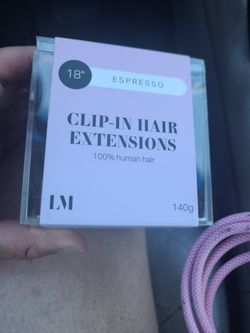 18"
ESPRESSO
CLIP-IN HAIR
EXTENSIONS
100% human hair
LM
140g